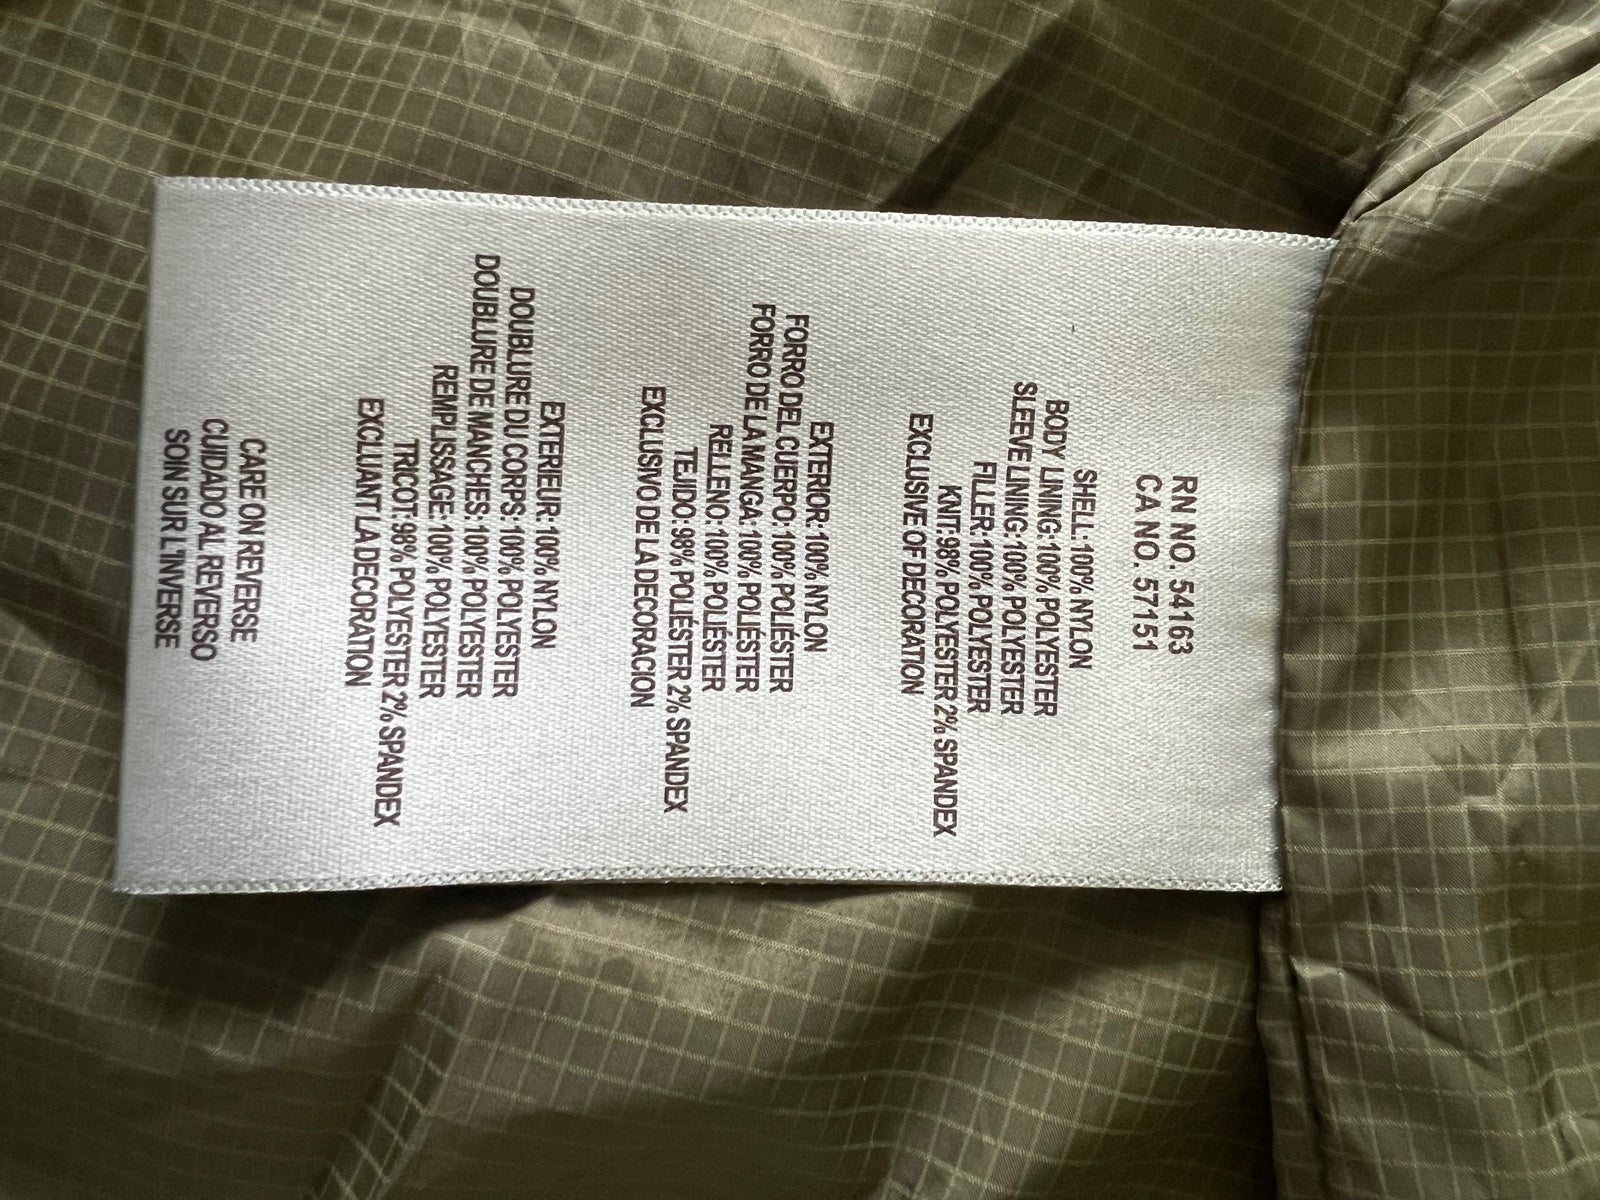 RN NO. 54163
CA NO. 57151
SHELL: 100% NYLON
BODY LINING: 100% POLYESTER
SLEEVE LINING: 100% POLYESTER
FILLER: 100% POLYESTER
KNIT: 98% POLYESTER 2% SPANDEX
EXCLUSIVE OF DECORATION
EXTERIOR: 100% NYLON
FORRO DEL CUERPO: 100% POLIÉSTER
FORRO DE LA MANGA: 100% POLIÉSTER
RELLENO: 100% POLIÉSTER
TEJIDO: 98% POLIÉSTER 2% SPANDEX
EXCLUSIVO DE LA DECORACION
EXTERIEUR: 100% NYLON
DOUBLURE DU CORPS: 100% POLYESTER
DOUBLURE DE MANCHES: 100% POLYESTER
REMPLISSAGE: 100% POLYESTER
TRICOT: 98% POLYESTER 2% SPANDEX
EXCLUANT LA DECORATION
CARE ON REVERSE
CUIDADO AL REVERSO
SOIN SUR L'INVERSE